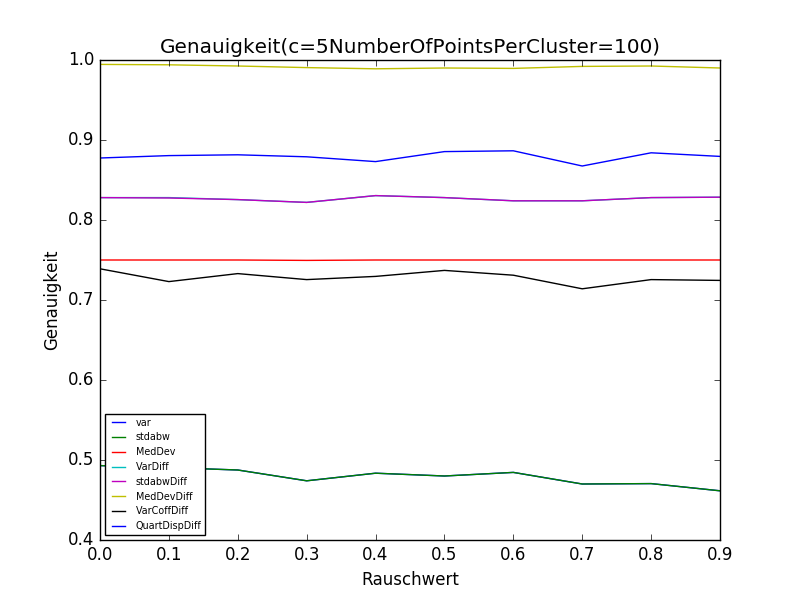 Genauigkeit(c=5NumberOfPointsPerCluster=100)
1.0
0.9
0.8
0.7
0.6
0.5
0.4
Genauigkeit
var
stdabw
MedDev
VarDiff
stdabwDiff
MedDevDiff
VarCoffDiff
QuartDispDiff
0.0 0.1 0.2 0.3 0.4 0.5 0.6 0.7 0.8 0.9
Rauschwert